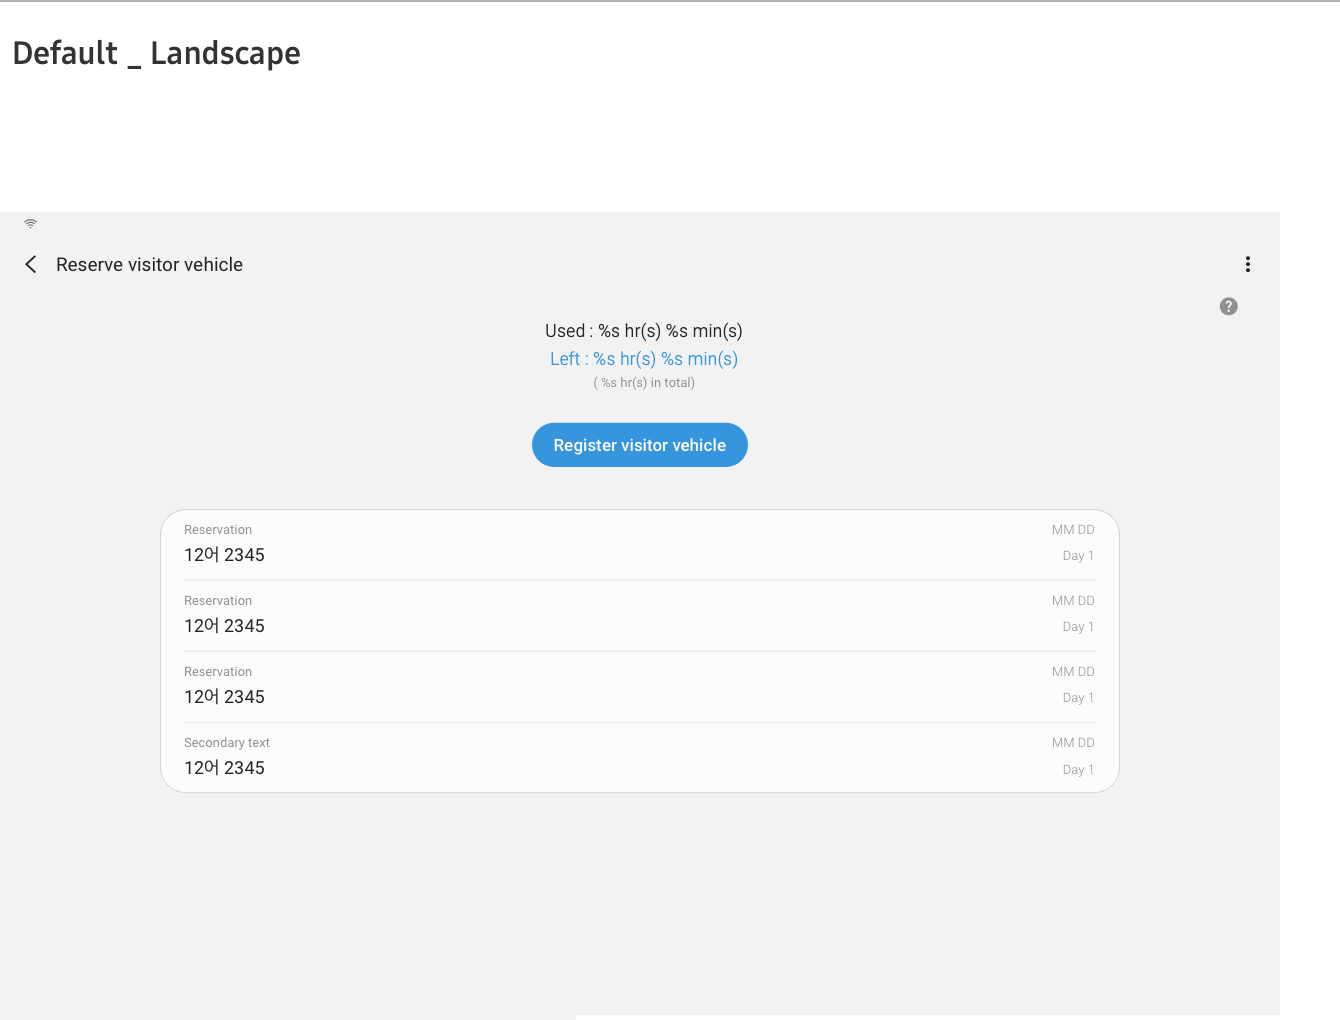 Default _ Landscape
Reserve visitor vehicle
?
Used : %s hr(s) %s min(s)
Left : %s hr(s) %s min(s)
( %s hr(s) in total)
Register visitor vehicle
Reservation MM DD
12어 2345 Day 1
Reservation MM DD
12어 2345 Day 1
Reservation MM DD
12어 2345 Day 1
Secondary text MM DD
12어 2345 Day 1